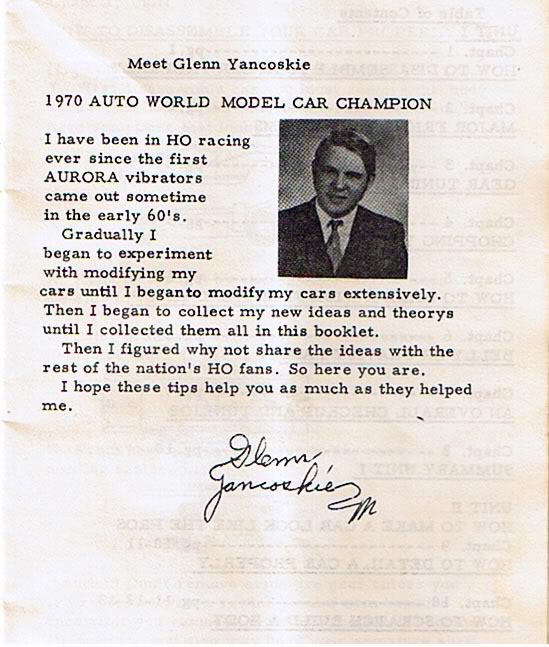 Meet Glenn Yancoskie
1970 AUTO WORLD MODEL CAR CHAMPION
I have been in HO racing
ever since the first
AURORA vibrators
came out sometime
in the early 60's.
Gradually I
began to experiment
with modifying my
cars until I beganto modify my cars extensively.
Then I began to collect my new ideas and theorys
until I collected them all in this booklet.
Then I figured why not share the ideas with the
rest of the nation's HO fans. So here you are.
I hope these tips help you as much as they helped
me.
Glenn
Yancoskie